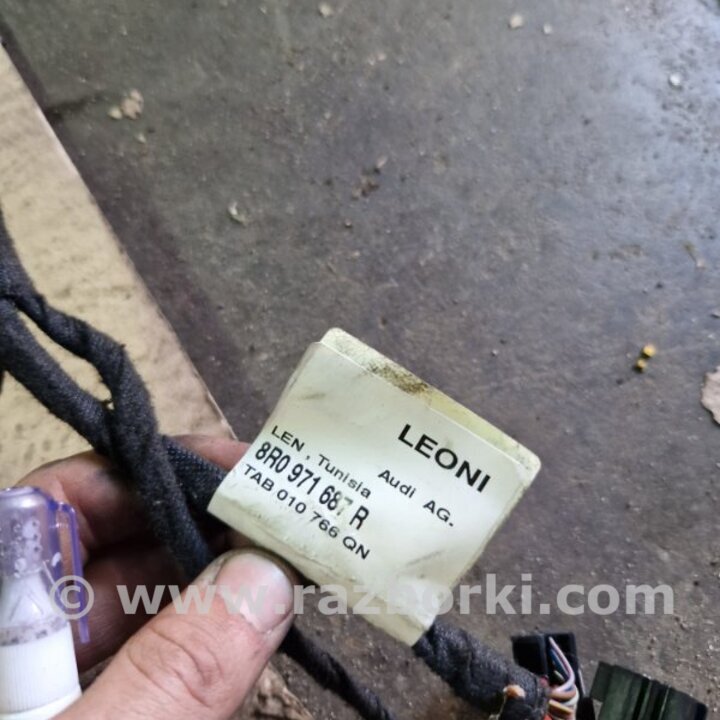 LEONI
LEN , Tunisia Audi AG.
8R0 971 687 R
TAB 010 766 QN
© www.razborki.com